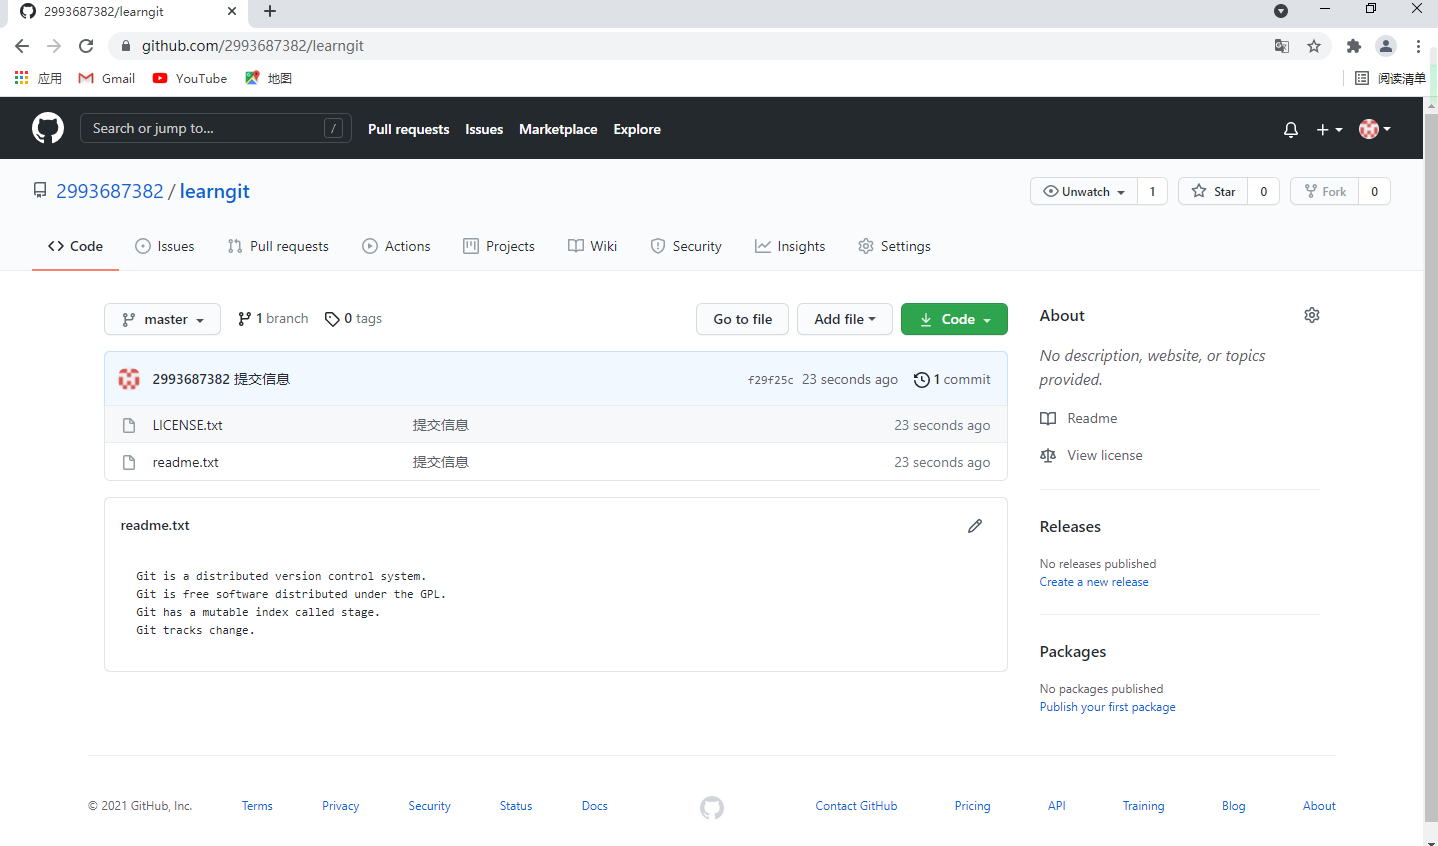 2993687382/learngit
github.com/2993687382/learngit
应用 Gmail YouTube 地图 阅读清单
Search or jump to... / Pull requests Issues Marketplace Explore
2993687382 / learngit Unwatch 1 Star 0 Fork 0
Code Issues Pull requests Actions Projects Wiki Security Insights Settings
master 1 branch 0 tags Go to file Add file Code
2993687382 提交信息 f29f25c 23 seconds ago 1 commit
LICENSE.txt 提交信息 23 seconds ago
readme.txt 提交信息 23 seconds ago
readme.txt
Git is a distributed version control system.
Git is free software distributed under the GPL.
Git has a mutable index called stage.
Git tracks change.
About
No description, website, or topics
provided.
Readme
View license
Releases
No releases published
Create a new release
Packages
No packages published
Publish your first package
© 2021 GitHub, Inc. Terms Privacy Security Status Docs Contact GitHub Pricing API Training Blog About